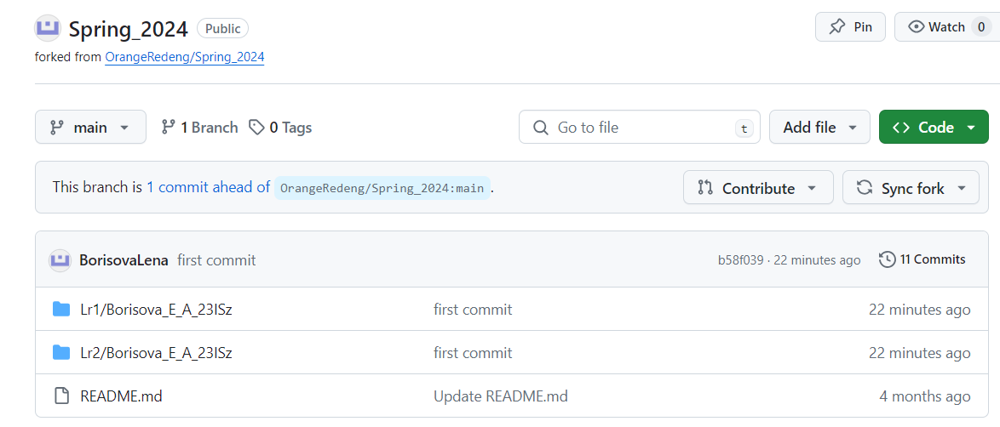 Spring_2024 Public Pin Watch 0
forked from OrangeRedeng/Spring_2024
main 1 Branch 0 Tags Go to file t Add file Code
This branch is 1 commit ahead of OrangeRedeng/Spring_2024:main. Contribute Sync fork
BorisovaLena first commit b58f039 · 22 minutes ago 11 Commits
Lr1/Borisova_E_A_23ISz first commit 22 minutes ago
Lr2/Borisova_E_A_23ISz first commit 22 minutes ago
README.md Update README.md 4 months ago